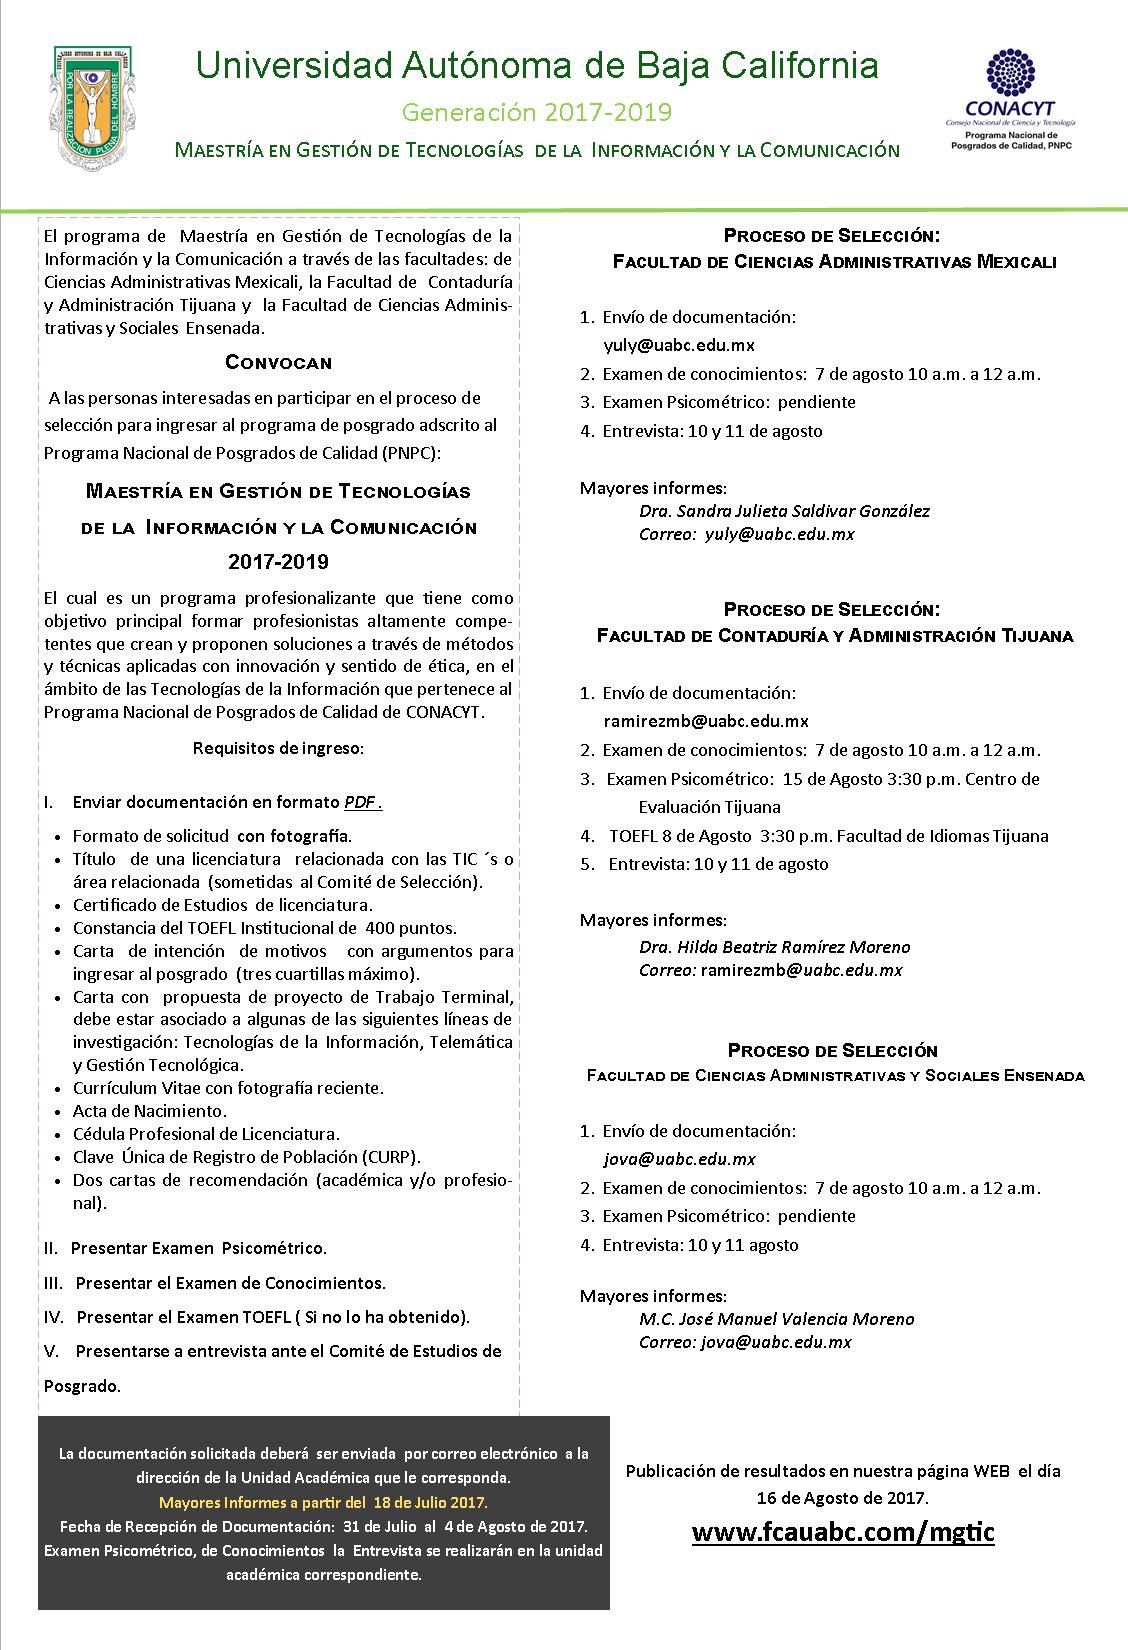 Universidad Autónoma de Baja California
Generación 2017-2019
Maestría en Gestión de Tecnologías de la Información y la Comunicación
POR LA REALIZACIÓN PLENA DEL HOMBRE
CONACYT
Consejo Nacional de Ciencia y Tecnología
Programa Nacional de
Posgrados de Calidad, PNPC
El programa de Maestría en Gestión de Tecnologías de la
Información y la Comunicación a través de las facultades: de
Ciencias Administrativas Mexicali, la Facultad de Contaduría
y Administración Tijuana y la Facultad de Ciencias Adminis-
trativas y Sociales Ensenada.
Convocan
A las personas interesadas en participar en el proceso de
selección para ingresar al programa de posgrado adscrito al
Programa Nacional de Posgrados de Calidad (PNPC):
Maestría en Gestión de Tecnologías
de la Información y la Comunicación
2017-2019
El cual es un programa profesionalizante que tiene como
objetivo principal formar profesionistas altamente compe-
tentes que crean y proponen soluciones a través de métodos
y técnicas aplicadas con innovación y sentido de ética, en el
ámbito de las Tecnologías de la Información que pertenece al
Programa Nacional de Posgrados de Calidad de CONACYT.
Requisitos de ingreso:
I. Enviar documentación en formato PDF .
• Formato de solicitud con fotografía.
• Título de una licenciatura relacionada con las TIC ´s o
área relacionada (sometidas al Comité de Selección).
• Certificado de Estudios de licenciatura.
• Constancia del TOEFL Institucional de 400 puntos.
• Carta de intención de motivos con argumentos para
ingresar al posgrado (tres cuartillas máximo).
• Carta con propuesta de proyecto de Trabajo Terminal,
debe estar asociado a algunas de las siguientes líneas de
investigación: Tecnologías de la Información, Telemática
y Gestión Tecnológica.
• Currículum Vitae con fotografía reciente.
• Acta de Nacimiento.
• Cédula Profesional de Licenciatura.
• Clave Única de Registro de Población (CURP).
• Dos cartas de recomendación (académica y/o profesio-
nal).
II. Presentar Examen Psicométrico.
III. Presentar el Examen de Conocimientos.
IV. Presentar el Examen TOEFL ( Si no lo ha obtenido).
V. Presentarse a entrevista ante el Comité de Estudios de
Posgrado.
La documentación solicitada deberá ser enviada por correo electrónico a la
dirección de la Unidad Académica que le corresponda.
Mayores Informes a partir del 18 de Julio 2017.
Fecha de Recepción de Documentación: 31 de Julio al 4 de Agosto de 2017.
Examen Psicométrico, de Conocimientos la Entrevista se realizarán en la unidad
académica correspondiente.
Proceso de Selección:
Facultad de Ciencias Administrativas Mexicali
1. Envío de documentación:
yuly@uabc.edu.mx
2. Examen de conocimientos: 7 de agosto 10 a.m. a 12 a.m.
3. Examen Psicométrico: pendiente
4. Entrevista: 10 y 11 de agosto
Mayores informes:
Dra. Sandra Julieta Saldivar González
Correo: yuly@uabc.edu.mx
Proceso de Selección:
Facultad de Contaduría y Administración Tijuana
1. Envío de documentación:
ramirezmb@uabc.edu.mx
2. Examen de conocimientos: 7 de agosto 10 a.m. a 12 a.m.
3. Examen Psicométrico: 15 de Agosto 3:30 p.m. Centro de
Evaluación Tijuana
4. TOEFL 8 de Agosto 3:30 p.m. Facultad de Idiomas Tijuana
5. Entrevista: 10 y 11 de agosto
Mayores informes:
Dra. Hilda Beatriz Ramírez Moreno
Correo: ramirezmb@uabc.edu.mx
Proceso de Selección
Facultad de Ciencias Administrativas y Sociales Ensenada
1. Envío de documentación:
jova@uabc.edu.mx
2. Examen de conocimientos: 7 de agosto 10 a.m. a 12 a.m.
3. Examen Psicométrico: pendiente
4. Entrevista: 10 y 11 agosto
Mayores informes:
M.C. José Manuel Valencia Moreno
Correo: jova@uabc.edu.mx
Publicación de resultados en nuestra página WEB el día
16 de Agosto de 2017.
www.fcauabc.com/mgtic